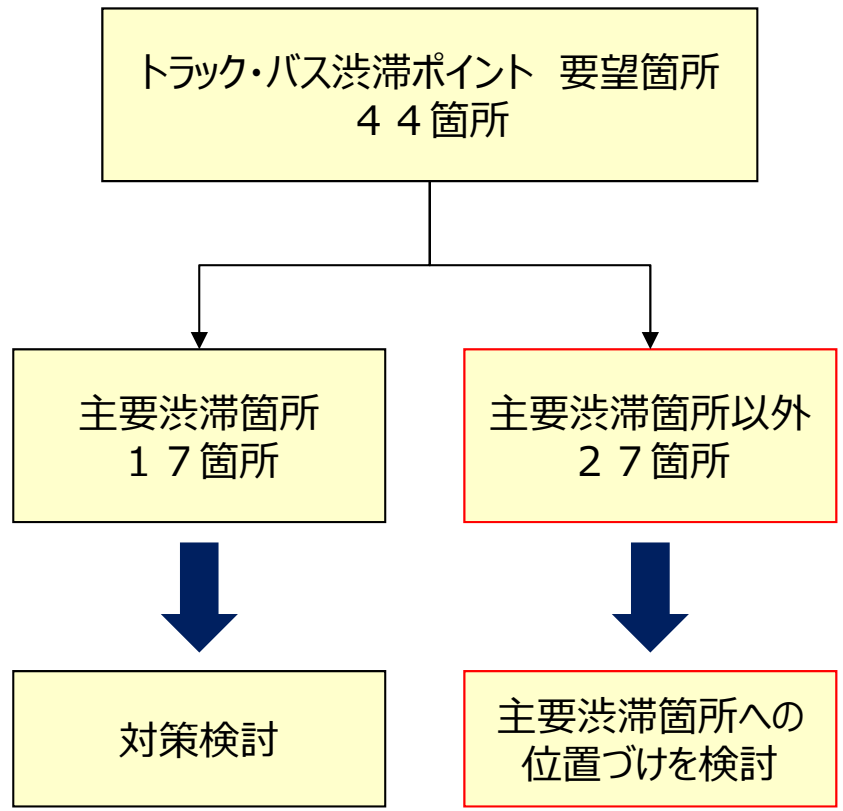 トラック・バス渋滞ポイント　要望箇所
４４箇所
主要渋滞箇所
１７箇所
主要渋滞箇所以外
２７箇所
対策検討
主要渋滞箇所への
位置づけを検討